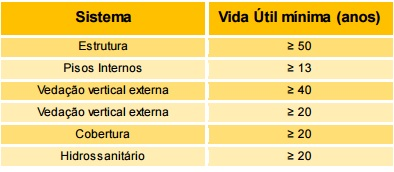 Sistema Vida Útil mínima (anos)
Estrutura ≥ 50
Pisos Internos ≥ 13
Vedação vertical externa ≥ 40
Vedação vertical externa ≥ 20
Cobertura ≥ 20
Hidrossanitário ≥ 20